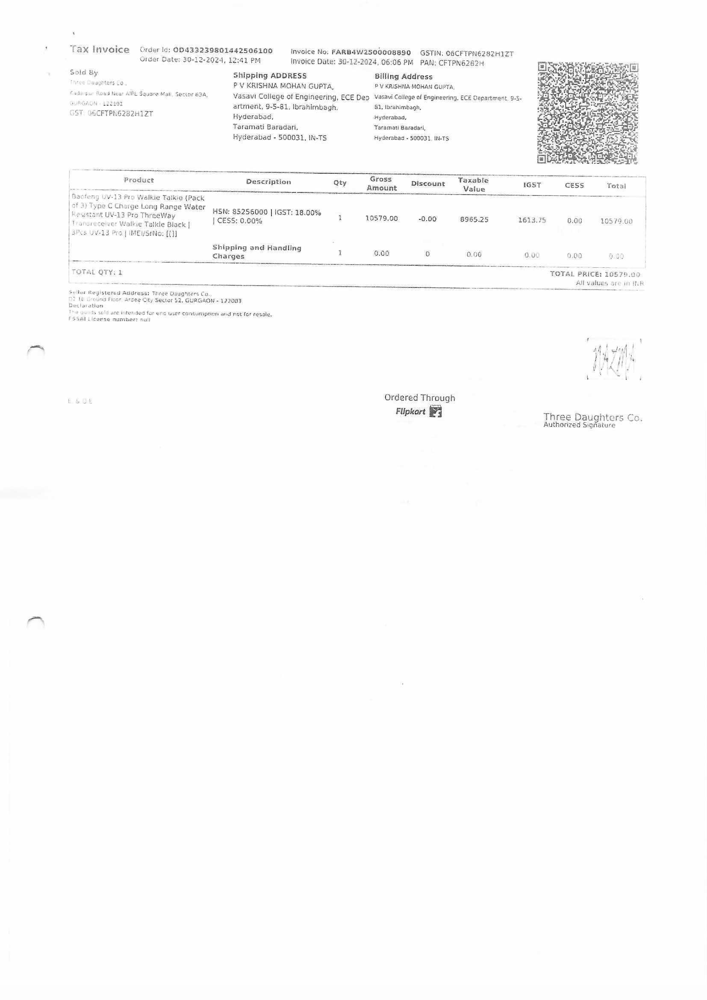 Tax Invoice
Order Id: OD433239801442506100
Order Date: 30-12-2024, 12:41 PM
Invoice No: FARB4W2500008890 GSTIN: 06CFTPN6282H1ZT
Invoice Date: 30-12-2024, 06:06 PM PAN: CFTPN6282H
Sold By
Three Daughters Co.,
Kadarpur Road Near AIPL Square Mall, Sector 63A,
GURGAON - 122101
GST: 06CFTPN6282H1ZT
Shipping ADDRESS
P V KRISHNA MOHAN GUPTA,
Vasavi College of Engineering, ECE Dep
artment, 9-5-81, Ibrahimbagh,
Hyderabad,
Taramati Baradari,
Hyderabad - 500031, IN-TS
Billing Address
P V KRISHNA MOHAN GUPTA,
Vasavi College of Engineering, ECE Department, 9-5-
81, Ibrahimbagh,
Hyderabad,
Taramati Baradari,
Hyderabad - 500031, IN-TS
Product Description Qty Gross Amount Discount Taxable Value IGST CESS Total
Baofeng UV-13 Pro Walkie Talkie (Pack
of 3) Type C Charge Long Range Water
Resistant UV-13 Pro ThreeWay
Transreceiver Walkie Talkie Black |
3Pcs UV-13 Pro | IMEI/SrNo: [[]]
HSN: 85256000 | IGST: 18.00%
| CESS: 0.00%
1 10579.00 -0.00 8965.25 1613.75 0.00 10579.00
Shipping and Handling
Charges
1 0.00 0 0.00 0.00 0.00 0.00
TOTAL QTY: 1
TOTAL PRICE: 10579.00
All values are in INR
Seller Registered Address: Three Daughters Co.,
Ground Floor, Ardee City Sector 52, GURGAON - 122003
Declaration
The goods sold are intended for end user consumption and not for resale.
FSSAI License number: null
NAZMA
E. & O.E
Ordered Through
Flipkart
Three Daughters Co.
Authorized Signature